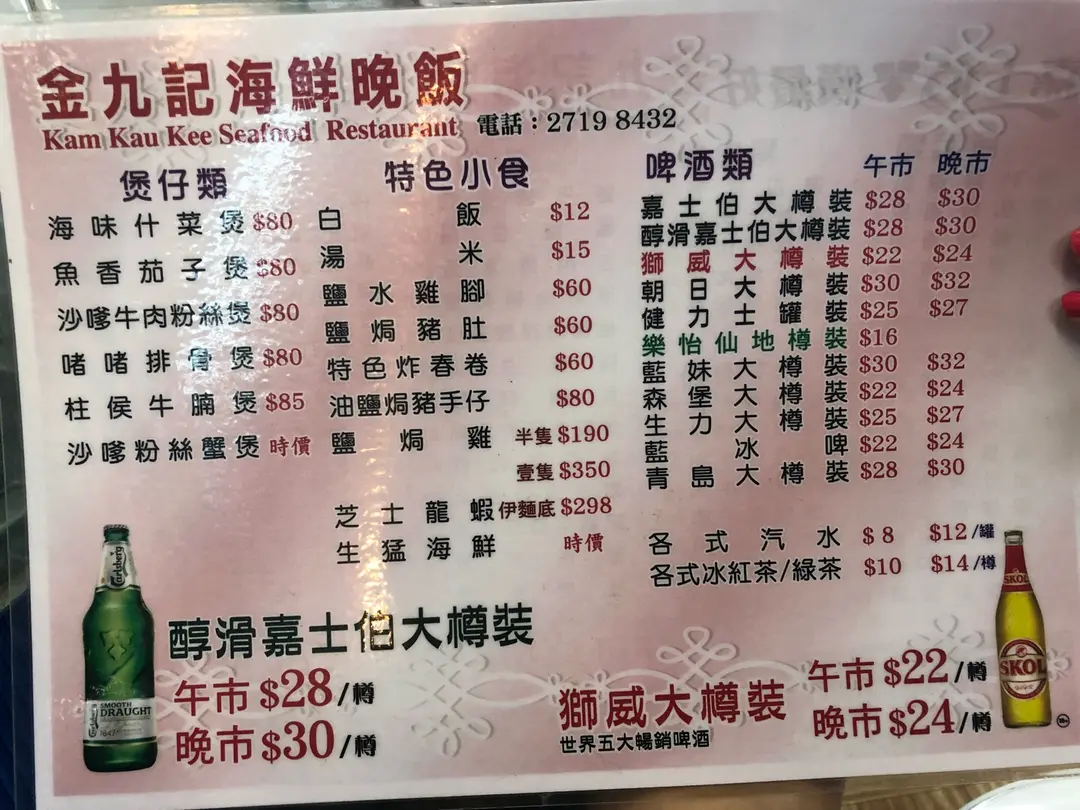 金九記海鮮晚飯
Kam Kau Kee Seafood Restaurant 電話：2719 8432
煲仔類
海味什菜煲 $80
魚香茄子煲 $80
沙嗲牛肉粉絲煲 $80
啫啫排骨煲 $80
柱侯牛腩煲 $85
沙嗲粉絲蟹煲 時價
特色小食
白飯 $12
湯米 $15
鹽水雞腳 $60
鹽焗豬肚 $60
特色炸春卷 $60
油鹽焗豬手仔 $80
鹽焗雞 半隻 $190
壹隻 $350
芝士龍蝦 伊麵底 $298
生猛海鮮 時價
啤酒類 午市 晚市
嘉士伯大樽裝 $28 $30
醇滑嘉士伯大樽裝 $28 $30
獅威大樽裝 $22 $24
朝日大樽裝 $30 $32
健力士罐裝 $25 $27
樂怡仙地樽裝 $16
藍妹大樽裝 $30 $32
森堡大樽裝 $22 $24
生力大樽裝 $25 $27
藍冰啤 $22 $24
青島大樽裝 $28 $30
各式汽水 $8 $12/罐
各式冰紅茶/綠茶 $10 $14/樽
醇滑嘉士伯大樽裝
午市 $28/樽
晚市 $30/樽
獅威大樽裝
世界五大暢銷啤酒
午市 $22/樽
晚市 $24/樽
Carlsberg
SMOOTH
DRAUGHT
SKOL
SKOL